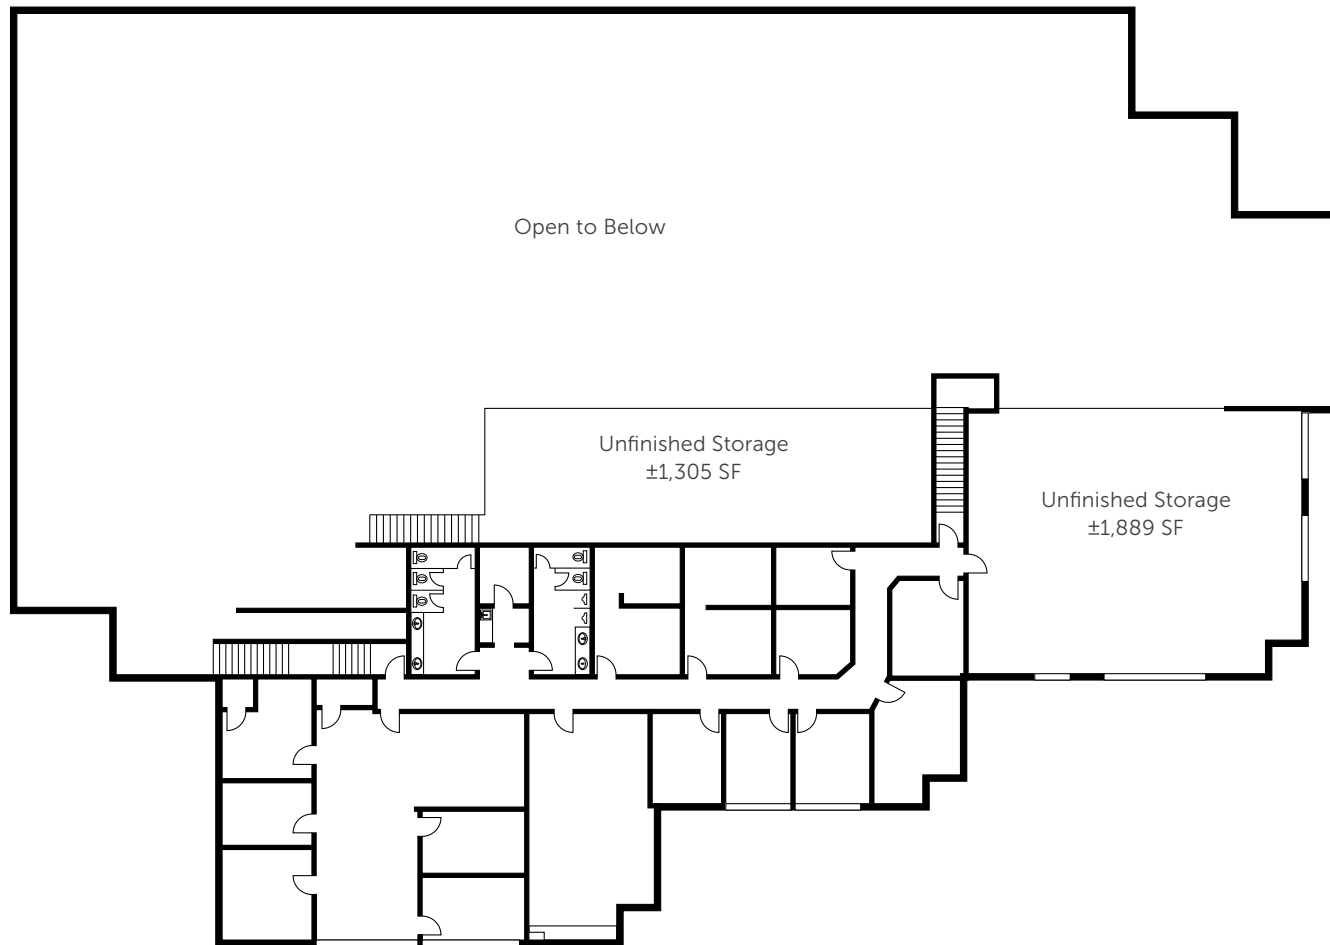 Open to Below
Unfinished Storage
±1,305 SF
Unfinished Storage
±1,889 SF